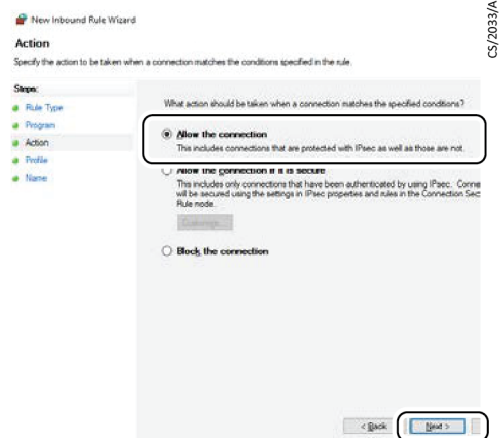 New Inbound Rule Wizard
CS/2033/A
Action
Specify the action to be taken when a connection matches the conditions specified in the rule.
Steps:
Rule Type
Program
Action
Profile
Name
What action should be taken when a connection matches the specified conditions?
Allow the connection
This includes connections that are protected with IPsec as well as those are not.
Allow the connection if it is secure
This includes only connections that have been authenticated by using IPsec. Conne
will be secured using the settings in IPsec properties and rules in the Connection Sec
Rule node.
Customize...
Block the connection
< Back
Next >